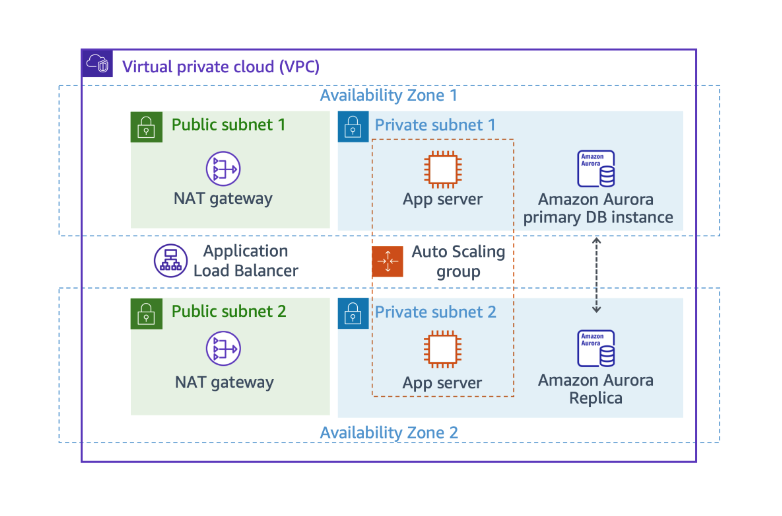 Virtual private cloud (VPC)
Availability Zone 1
Public subnet 1
Private subnet 1
NAT gateway
App server
Amazon
Aurora
Amazon Aurora
primary DB instance
Application
Load Balancer
Auto Scaling
group
Public subnet 2
Private subnet 2
NAT gateway
App server
Amazon
Aurora
Amazon Aurora
Replica
Availability Zone 2